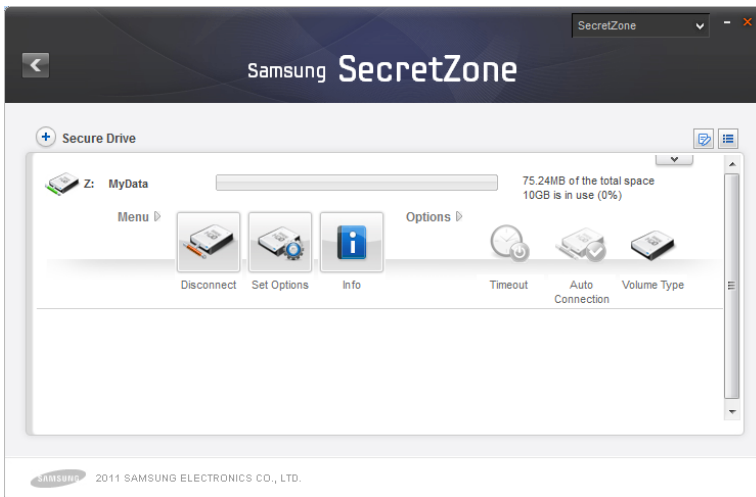 SecretZone
Samsung SecretZone
Secure Drive
Z: MyData
75.24MB of the total space
10GB is in use (0%)
Menu
Options
Disconnect
Set Options
Info
Timeout
Auto
Connection
Volume Type
SAMSUNG
2011 SAMSUNG ELECTRONICS CO., LTD.